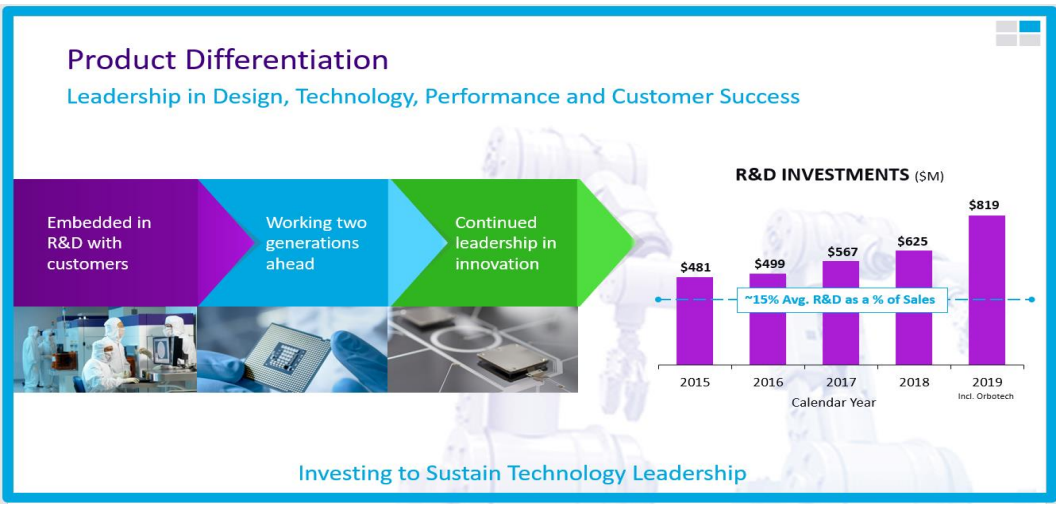 Product Differentiation
Leadership in Design, Technology, Performance and Customer Success
Embedded in
R&D with
customers
Working two
generations
ahead
Continued
leadership in
innovation
R&D INVESTMENTS ($M)
$481
$499
$567
$625
$819
~15% Avg. R&D as a % of Sales
2015
2016
2017
2018
2019
Incl. Orbotech
Calendar Year
Investing to Sustain Technology Leadership